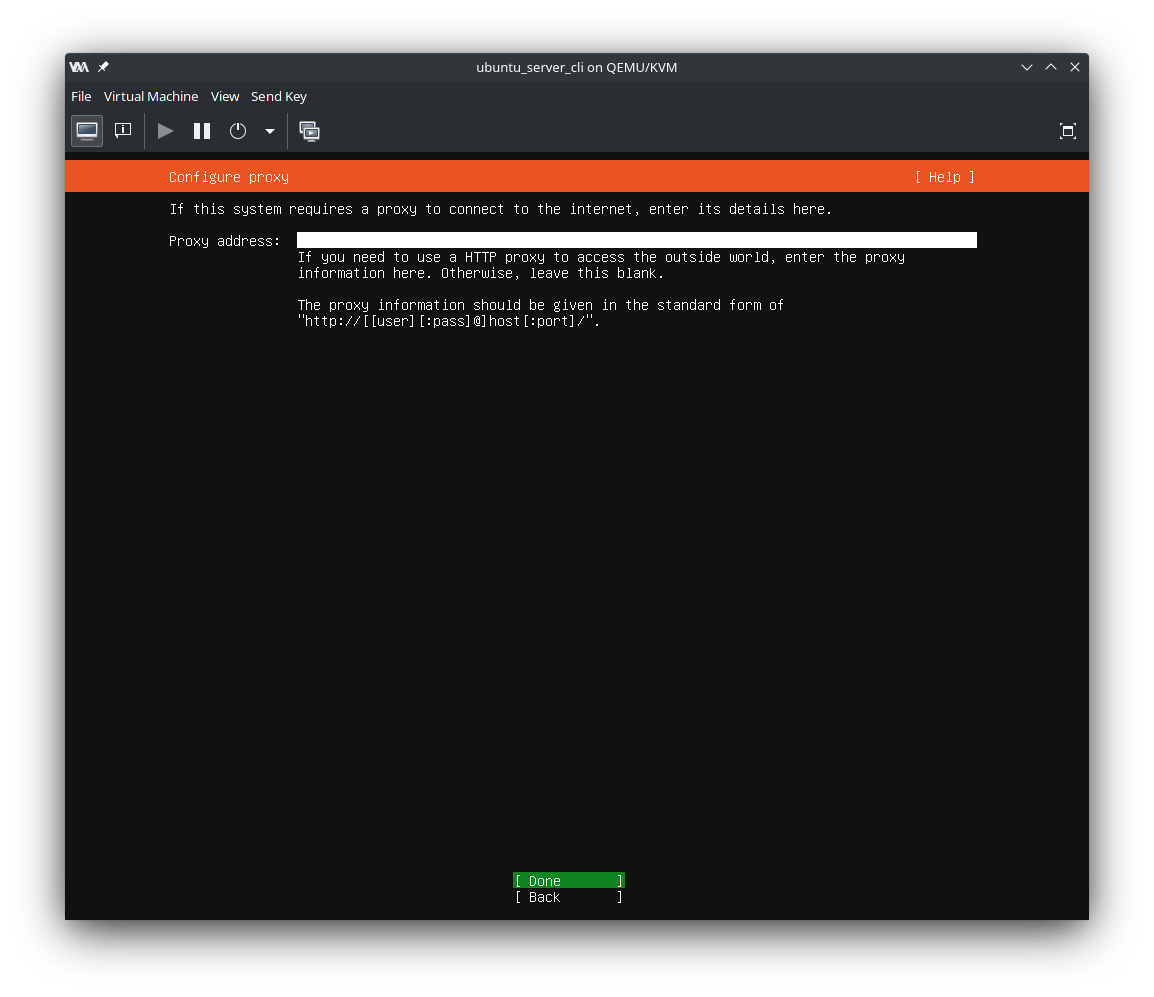 ubuntu_server_cli on QEMU/KVM
File Virtual Machine View Send Key
Configure proxy [ Help ]
If this system requires a proxy to connect to the internet, enter its details here.
Proxy address:
If you need to use a HTTP proxy to access the outside world, enter the proxy
information here. Otherwise, leave this blank.
The proxy information should be given in the standard form of
"http://[[user][:pass]@]host[:port]/".
[ Done ]
[ Back ]